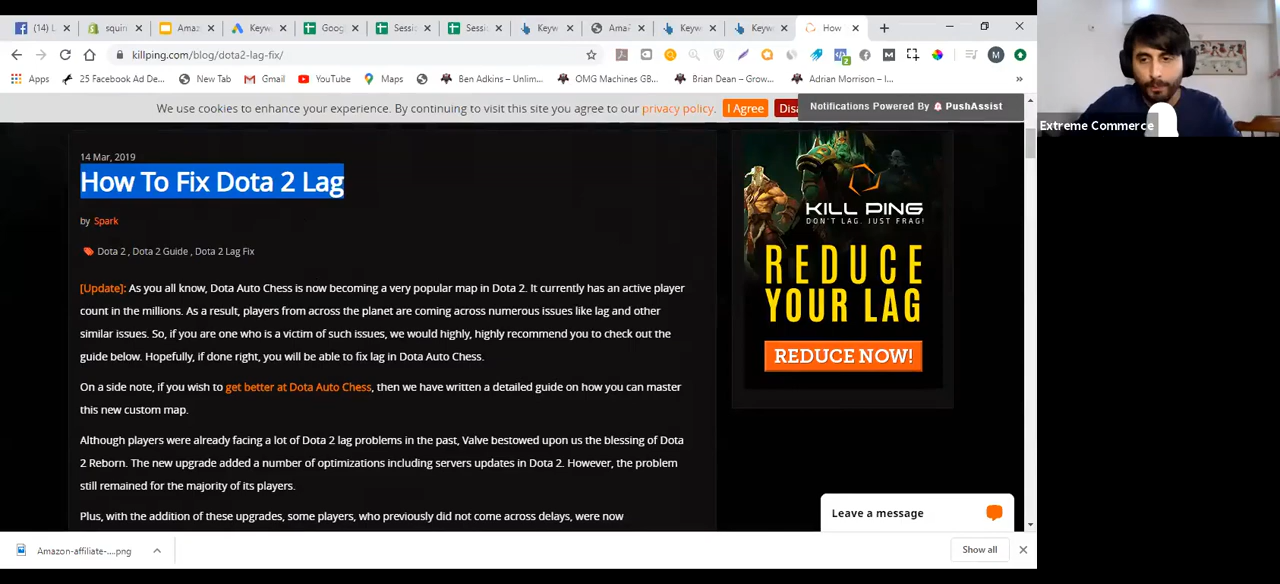 (14) L
squin
Amaz
Keyw
Goog
Sessi
Sessi
Keyw
Ama
Keyw
Keyw
How
killping.com/blog/dota2-lag-fix/
Apps
25 Facebook Ad De...
New Tab
Gmail
YouTube
Maps
Ben Adkins – Unlim...
OMG Machines GB...
Brian Dean – Grow...
Adrian Morrison – I...
We use cookies to enhance your experience. By continuing to visit this site you agree to our privacy policy. I Agree Disa
Notifications Powered By PushAssist
Extreme Commerce
14 Mar, 2019
How To Fix Dota 2 Lag
by Spark
Dota 2 , Dota 2 Guide , Dota 2 Lag Fix
[Update]: As you all know, Dota Auto Chess is now becoming a very popular map in Dota 2. It currently has an active player
count in the millions. As a result, players from across the planet are coming across numerous issues like lag and other
similar issues. So, if you are one who is a victim of such issues, we would highly, highly recommend you to check out the
guide below. Hopefully, if done right, you will be able to fix lag in Dota Auto Chess.
On a side note, if you wish to get better at Dota Auto Chess, then we have written a detailed guide on how you can master
this new custom map.
Although players were already facing a lot of Dota 2 lag problems in the past, Valve bestowed upon us the blessing of Dota
2 Reborn. The new upgrade added a number of optimizations including servers updates in Dota 2. However, the problem
still remained for the majority of its players.
Plus, with the addition of these upgrades, some players, who previously did not come across delays, were now
KILL PING
DON'T LAG. JUST FRAG!
REDUCE
YOUR LAG
REDUCE NOW!
Leave a message
Amazon-affiliate-....png
Show all